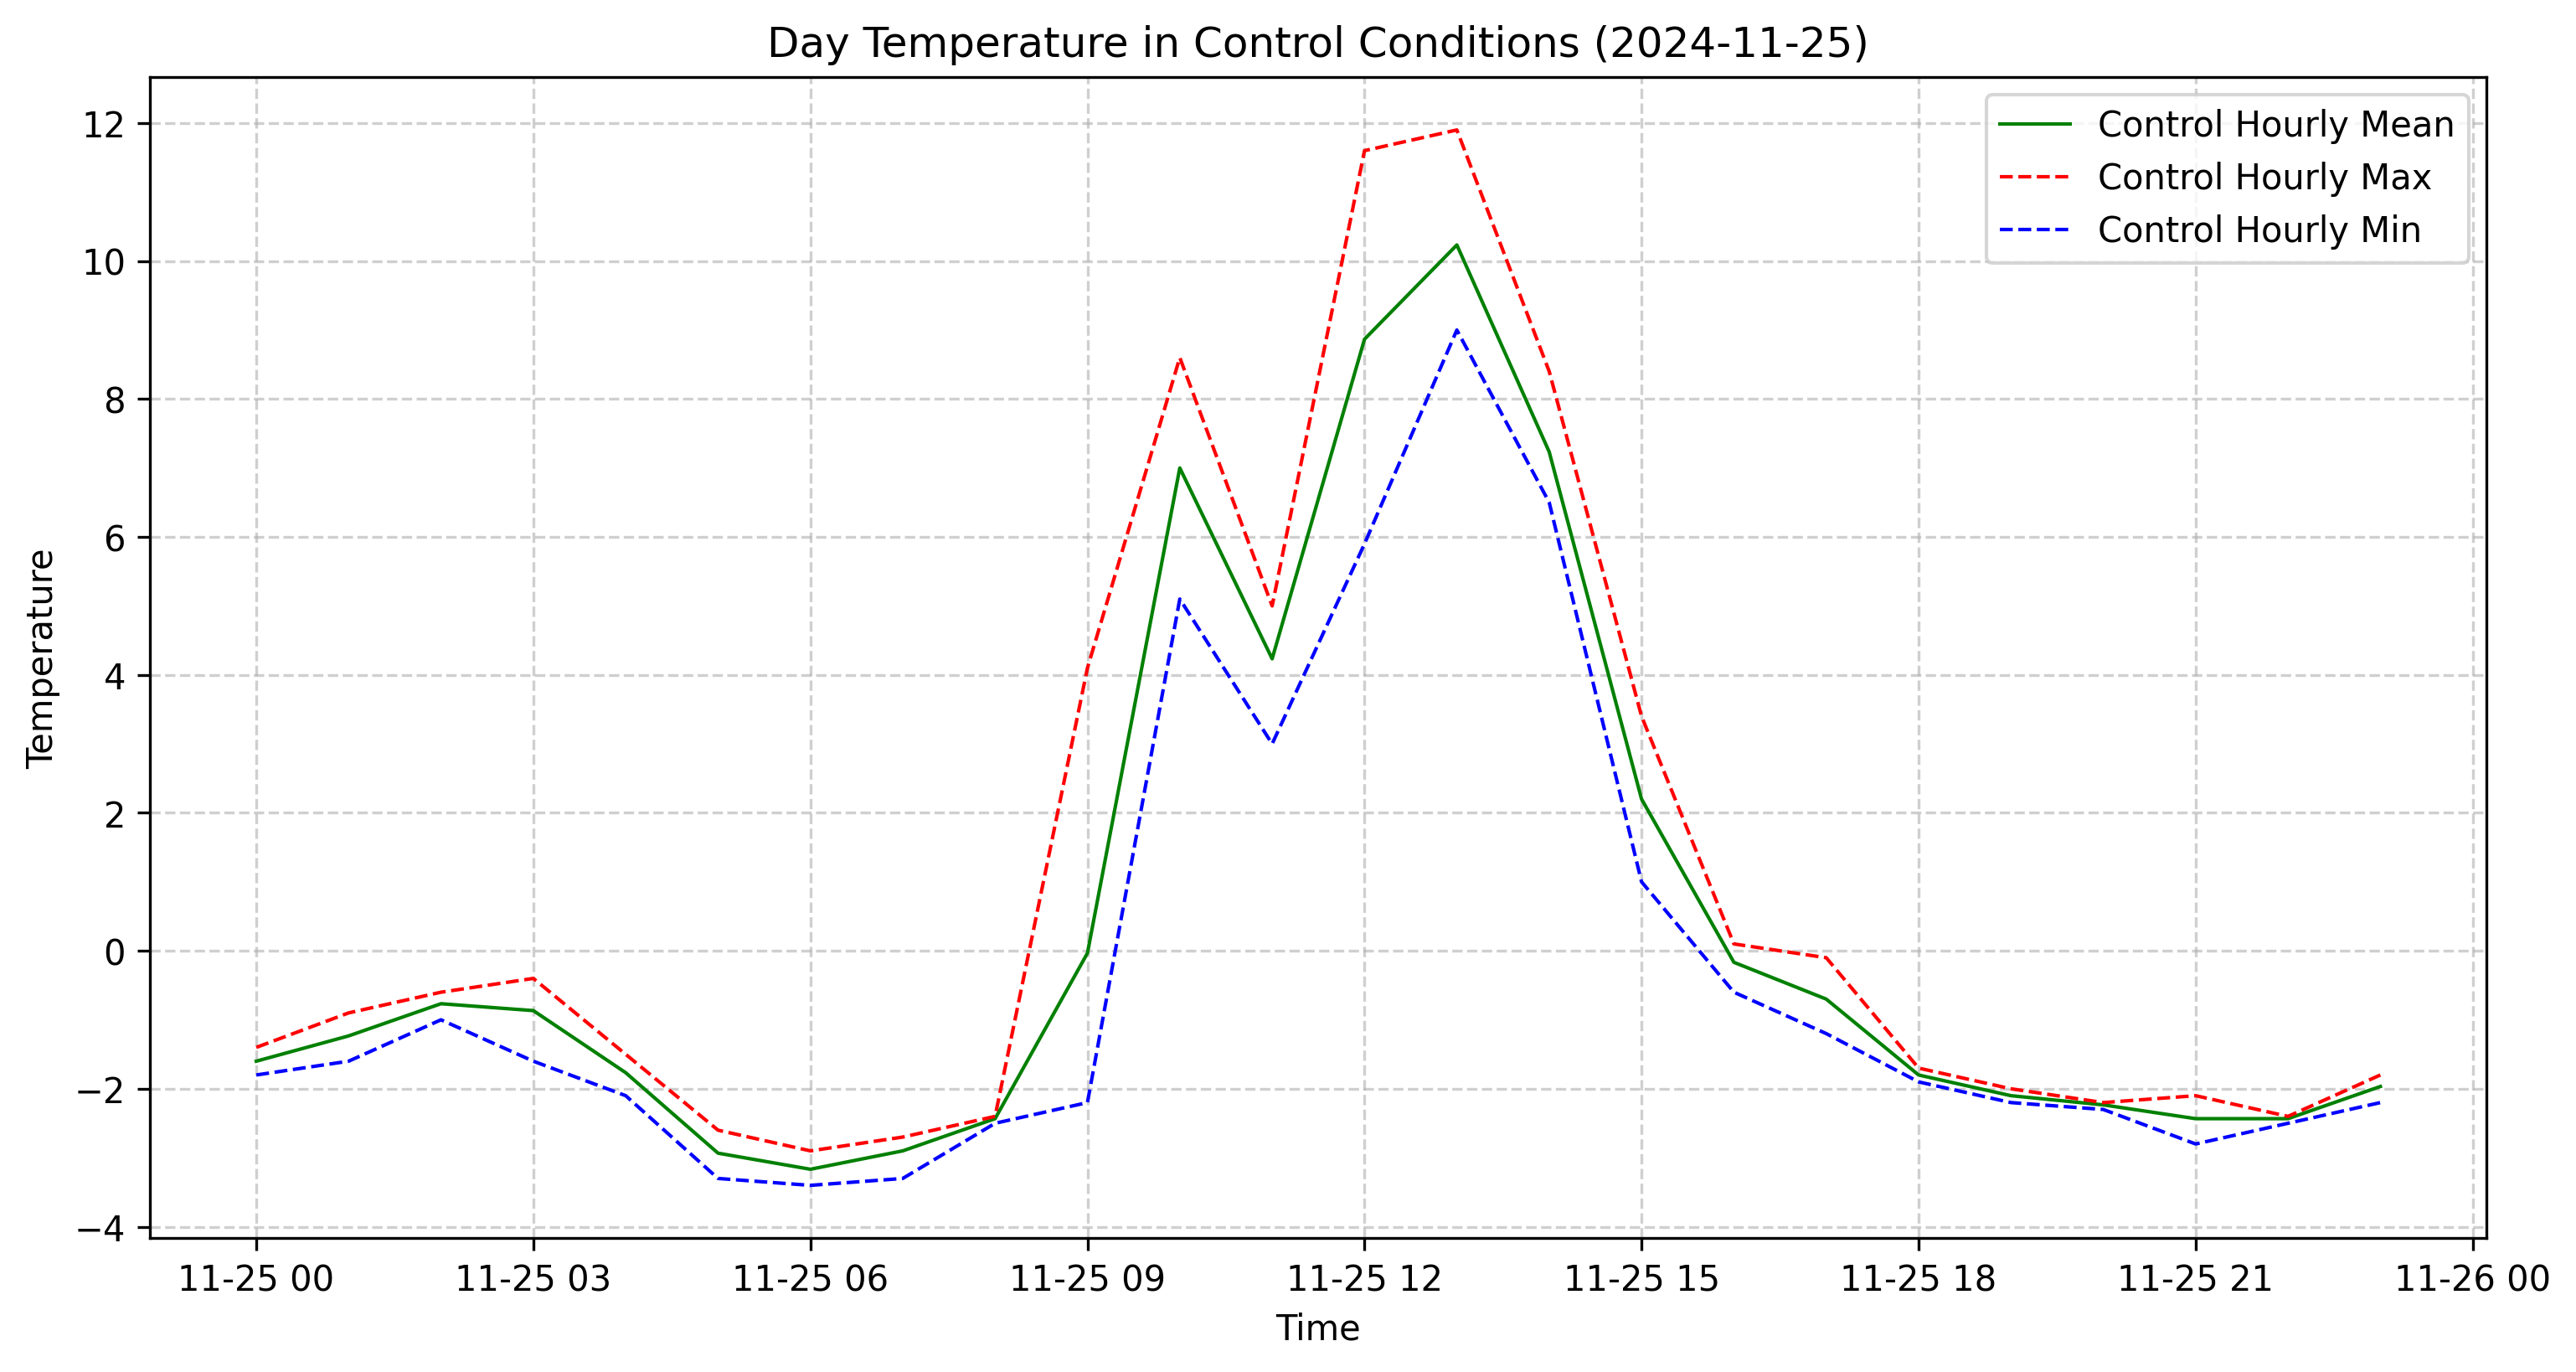 Day Temperature in Control Conditions (2024-11-25)
Control Hourly Mean
Control Hourly Max
Control Hourly Min
12
10
8
6
4
2
0
−2
−4
Temperature
11-25 00 11-25 03 11-25 06 11-25 09 11-25 12 11-25 15 11-25 18 11-25 21 11-26 00
Time